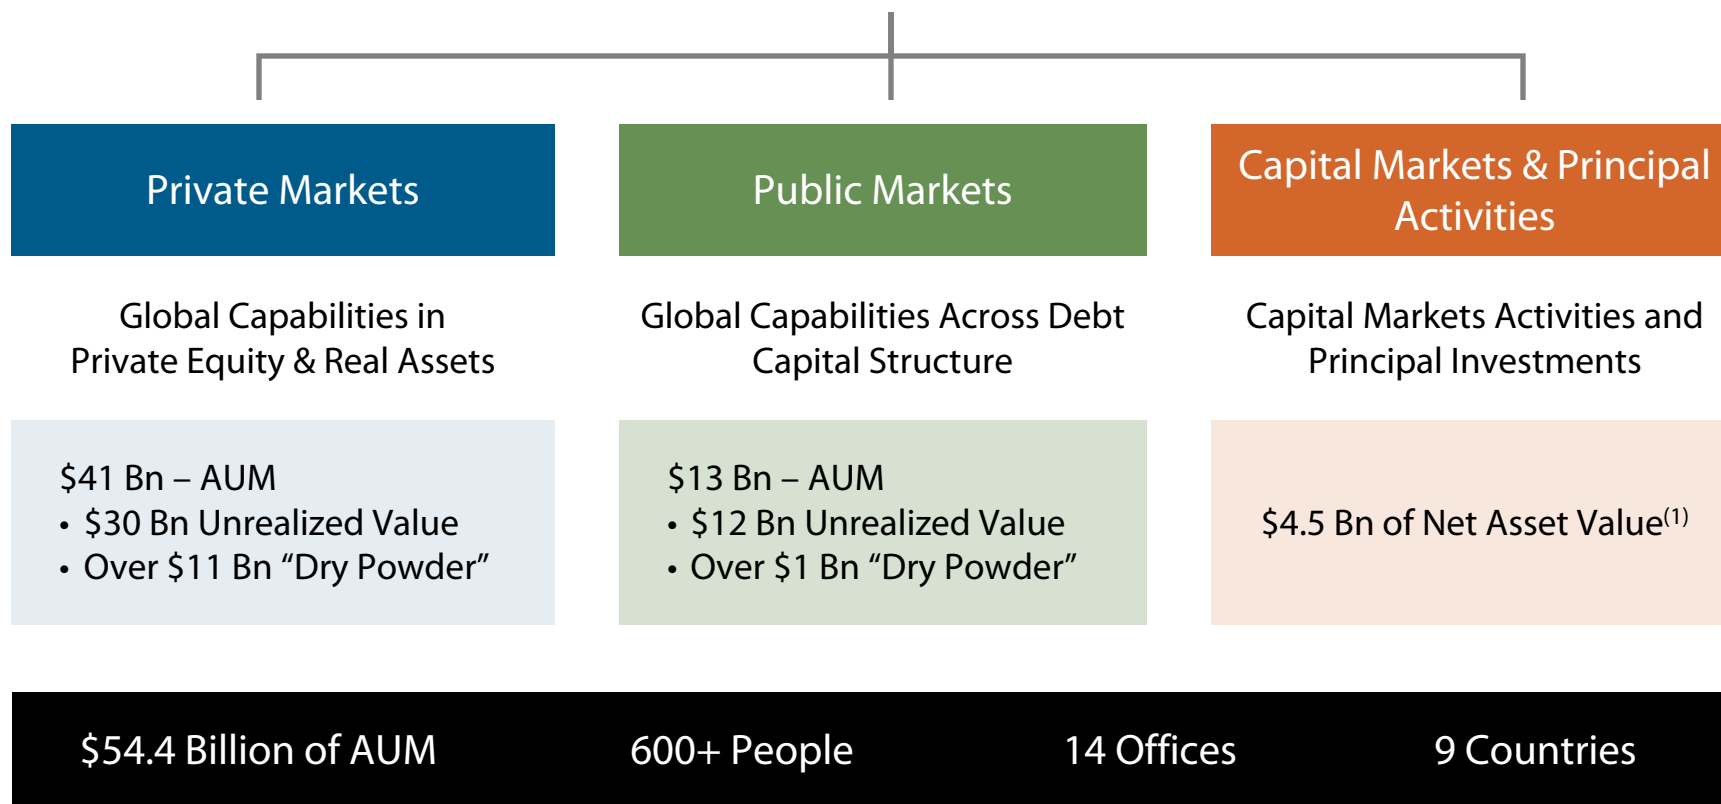 Private Markets
Global Capabilities in
Private Equity & Real Assets
$41 Bn – AUM
• $30 Bn Unrealized Value
• Over $11 Bn “Dry Powder”
Public Markets
Global Capabilities Across Debt
Capital Structure
$13 Bn – AUM
• $12 Bn Unrealized Value
• Over $1 Bn “Dry Powder”
Capital Markets & Principal
Activities
Capital Markets Activities and
Principal Investments
$4.5 Bn of Net Asset Value(1)
$54.4 Billion of AUM 600+ People 14 Offices 9 Countries